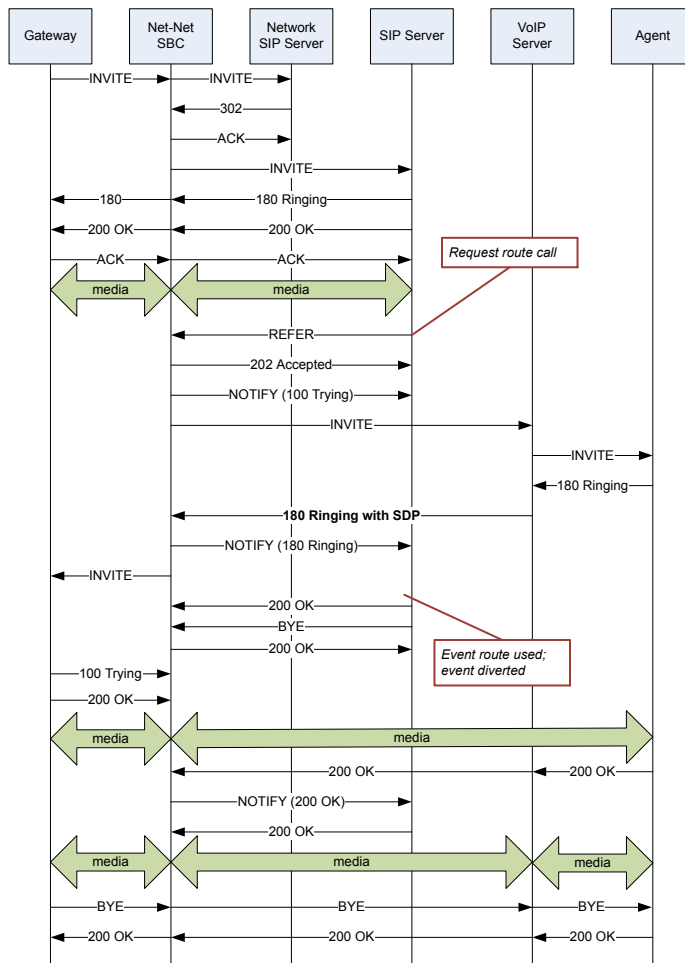 Gateway
Net-Net
SBC
Network
SIP Server
SIP Server
VoIP
Server
Agent
INVITE
INVITE
302
ACK
INVITE
180
180 Ringing
200 OK
200 OK
ACK
ACK
Request route call
media
media
REFER
202 Accepted
NOTIFY (100 Trying)
INVITE
INVITE
180 Ringing
180 Ringing with SDP
NOTIFY (180 Ringing)
INVITE
200 OK
BYE
200 OK
Event route used;
event diverted
100 Trying
200 OK
media
media
200 OK
200 OK
NOTIFY (200 OK)
200 OK
media
media
media
BYE
BYE
BYE
200 OK
200 OK
200 OK